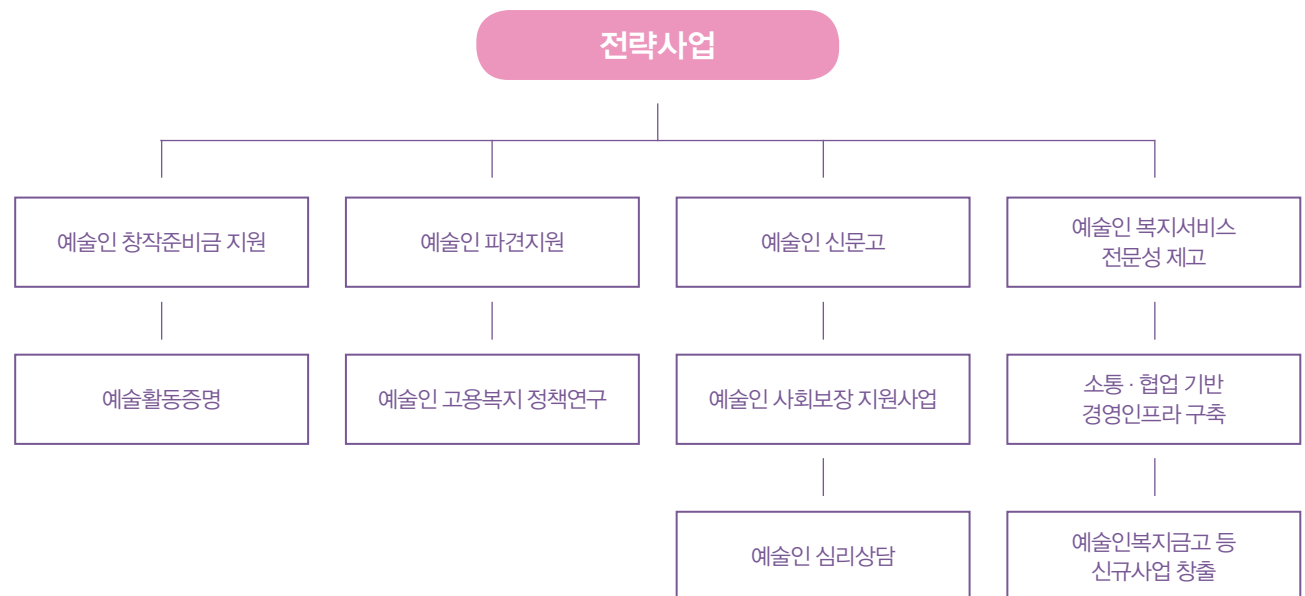 전략사업
예술인 창작준비금 지원
예술인 파견지원
예술인 신문고
예술인 복지서비스
전문성 제고
예술활동증명
예술인 고용복지 정책연구
예술인 사회보장 지원사업
소통 · 협업 기반
경영인프라 구축
예술인 심리상담
예술인복지금고 등
신규사업 창출